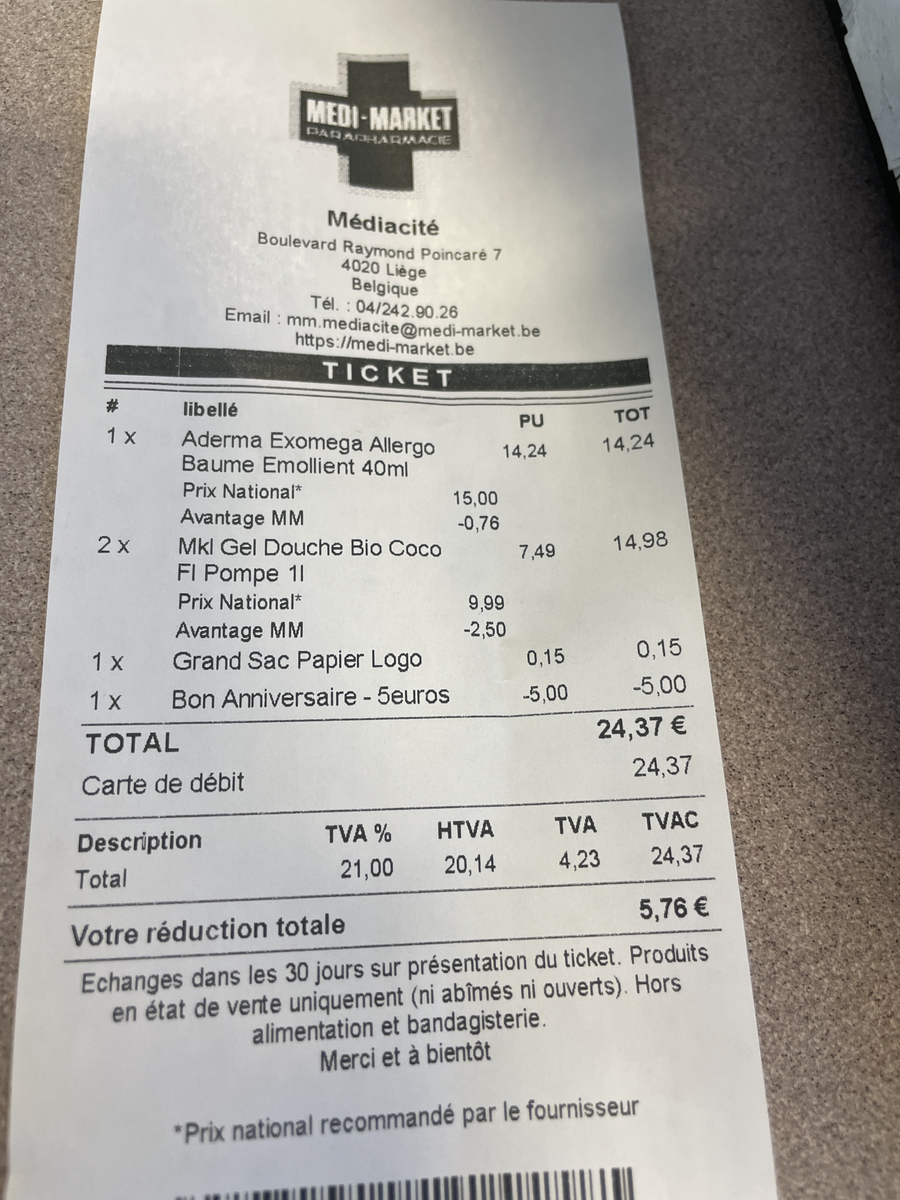 MEDI-MARKET
PARAPHARMACIE
Médiacité
Boulevard Raymond Poincaré 7
4020 Liège
Belgique
Tél. : 04/242.90.26
Email : mm.mediacite@medi-market.be
https://medi-market.be
TICKET
# libellé PU TOT
1 x Aderma Exomega Allergo 14,24 14,24
Baume Emollient 40ml
Prix National* 15,00
Avantage MM -0,76
2 x Mkl Gel Douche Bio Coco 7,49 14,98
Fl Pompe 1l
Prix National* 9,99
Avantage MM -2,50
1 x Grand Sac Papier Logo 0,15 0,15
1 x Bon Anniversaire - 5euros -5,00 -5,00
TOTAL 24,37 €
Carte de débit 24,37
Description TVA % HTVA TVA TVAC
Total 21,00 20,14 4,23 24,37
Votre réduction totale 5,76 €
Echanges dans les 30 jours sur présentation du ticket. Produits
en état de vente uniquement (ni abîmés ni ouverts). Hors
alimentation et bandagisterie.
Merci et à bientôt
*Prix national recommandé par le fournisseur